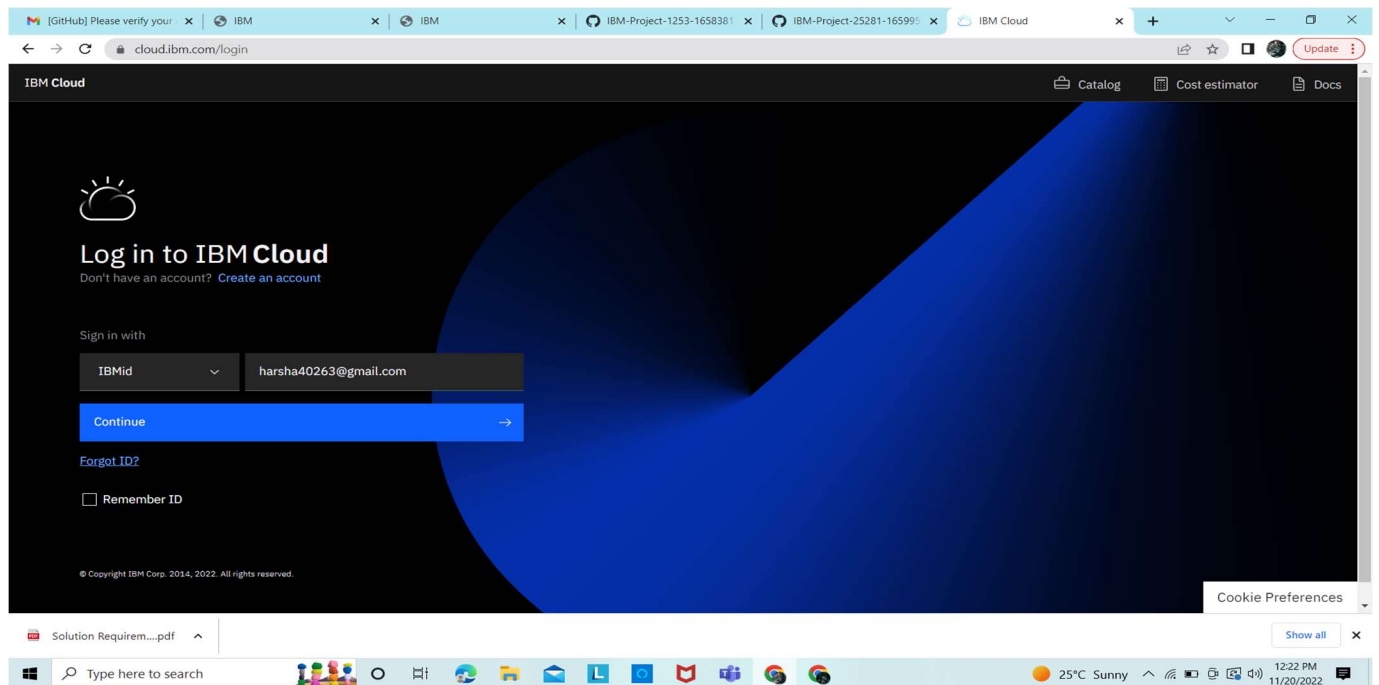 [GitHub] Please verify your
IBM
IBM
IBM-Project-1253-1658381
IBM-Project-25281-165995
IBM Cloud
cloud.ibm.com/login
Update
IBM Cloud
Catalog
Cost estimator
Docs
Log in to IBM Cloud
Don't have an account? Create an account
Sign in with
IBMid
harsha40263@gmail.com
Continue
Forgot ID?
Remember ID
© Copyright IBM Corp. 2014, 2022. All rights reserved.
Cookie Preferences
Solution Requirem....pdf
Show all
Type here to search
L
25°C Sunny
12:22 PM
11/20/2022